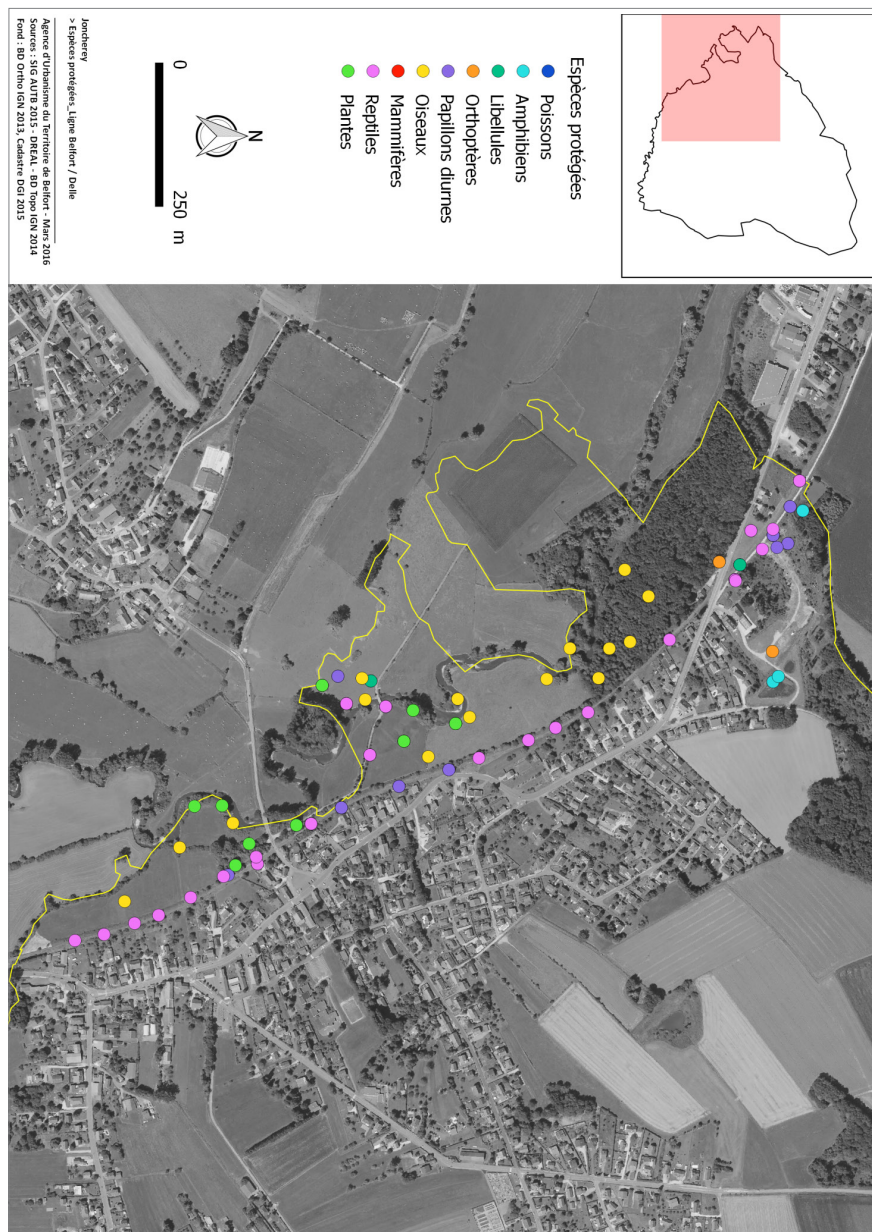 Espèces protégées
Poissons
Amphibiens
Libellules
Orthoptères
Papillons diurnes
Oiseaux
Mammifères
Reptiles
Plantes
N
0 250 m
Joncherey
> Espèces protégées_Ligne Belfort / Delle
Agence d'Urbanisme du Territoire de Belfort - Mars 2016
Sources : SIG AUTB 2015 - DREAL - BD Topo IGN 2014
Fond : BD Ortho IGN 2013, Cadastre DGI 2015